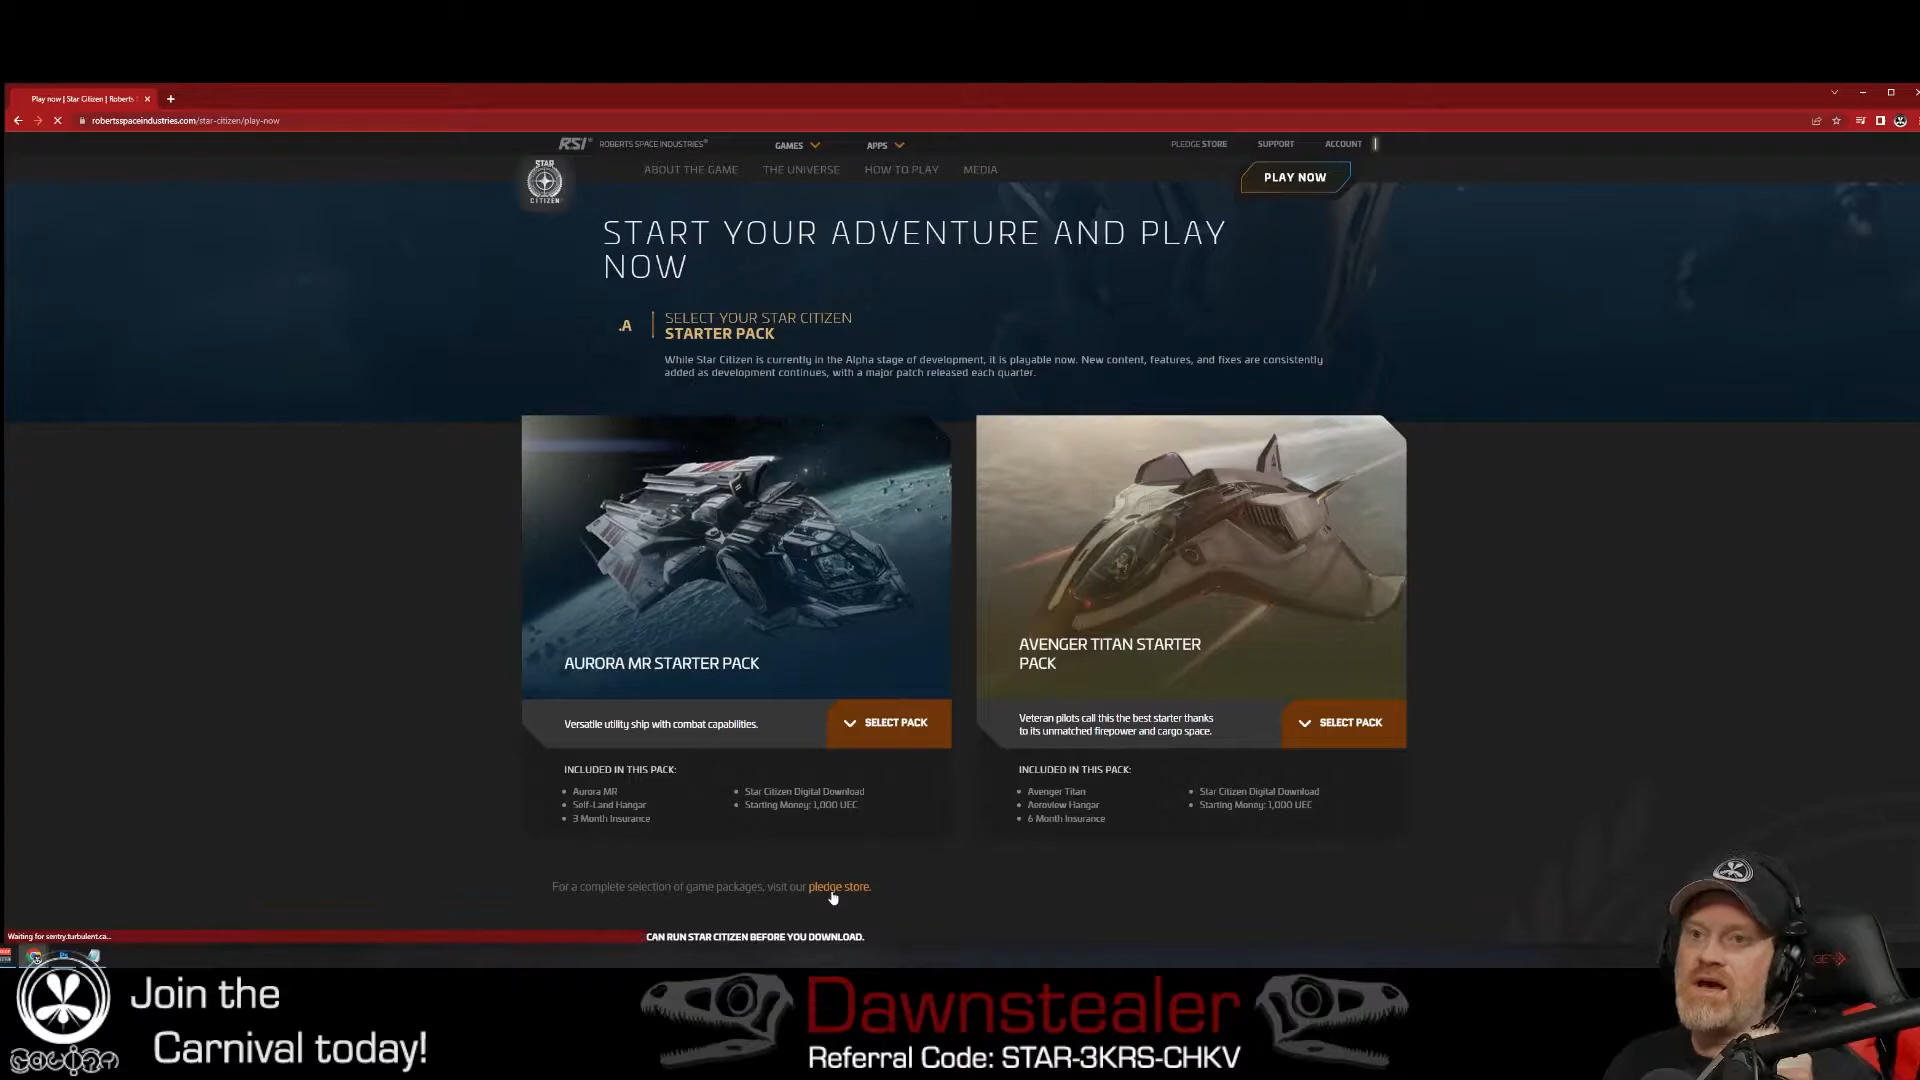 Play now | Star Citizen | Roberts
robertsspaceindustries.com/star-citizen/play-now
RSI ROBERTS SPACE INDUSTRIES® GAMES APPS PLEDGE STORE SUPPORT ACCOUNT
STAR CITIZEN
ABOUT THE GAME THE UNIVERSE HOW TO PLAY MEDIA PLAY NOW
START YOUR ADVENTURE AND PLAY
NOW
.A
SELECT YOUR STAR CITIZEN
STARTER PACK
While Star Citizen is currently in the Alpha stage of development, it is playable now. New content, features, and fixes are consistently
added as development continues, with a major patch released each quarter.
AURORA MR STARTER PACK
Versatile utility ship with combat capabilities.
SELECT PACK
INCLUDED IN THIS PACK:
• Aurora MR
• Self-Land Hangar
• 3 Month Insurance
• Star Citizen Digital Download
• Starting Money: 1,000 UEC
AVENGER TITAN STARTER
PACK
Veteran pilots call this the best starter thanks
to its unmatched firepower and cargo space.
SELECT PACK
INCLUDED IN THIS PACK:
• Avenger Titan
• Aeroview Hangar
• 6 Month Insurance
• Star Citizen Digital Download
• Starting Money: 1,000 UEC
For a complete selection of game packages, visit our pledge store.
Waiting for sentry.turbulent.ca...
CAN RUN STAR CITIZEN BEFORE YOU DOWNLOAD.
Join the
Carnival today!
Dawnstealer
Referral Code: STAR-3KRS-CHKV